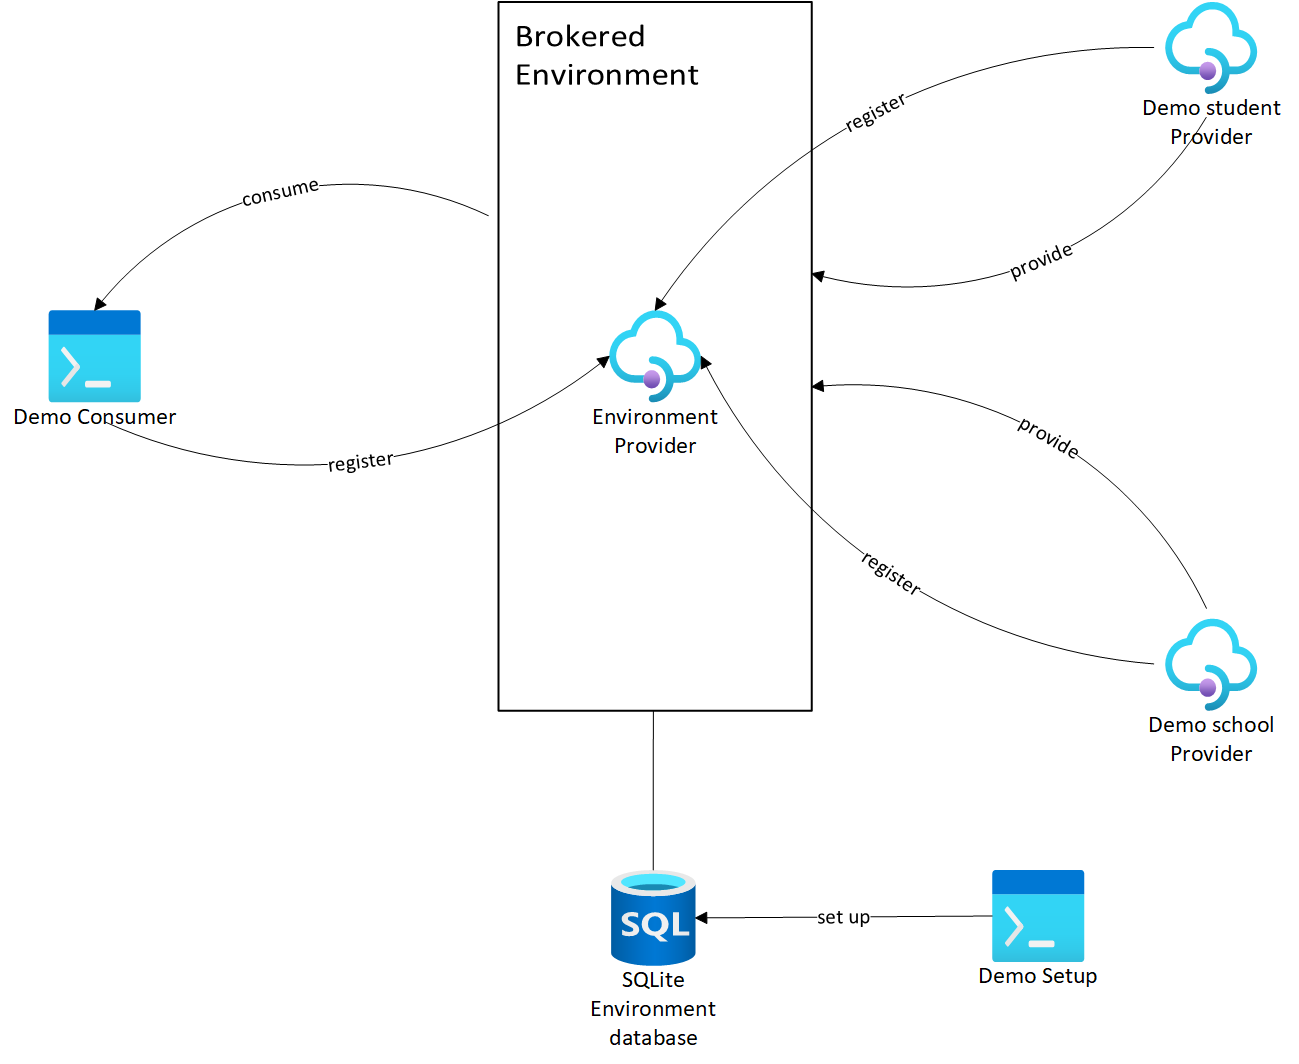 Brokered
Environment
register
Demo student
Provider
consume
provide
Demo Consumer
Environment
Provider
provide
register
register
Demo school
Provider
SQL
set up
SQLite
Environment
database
Demo Setup